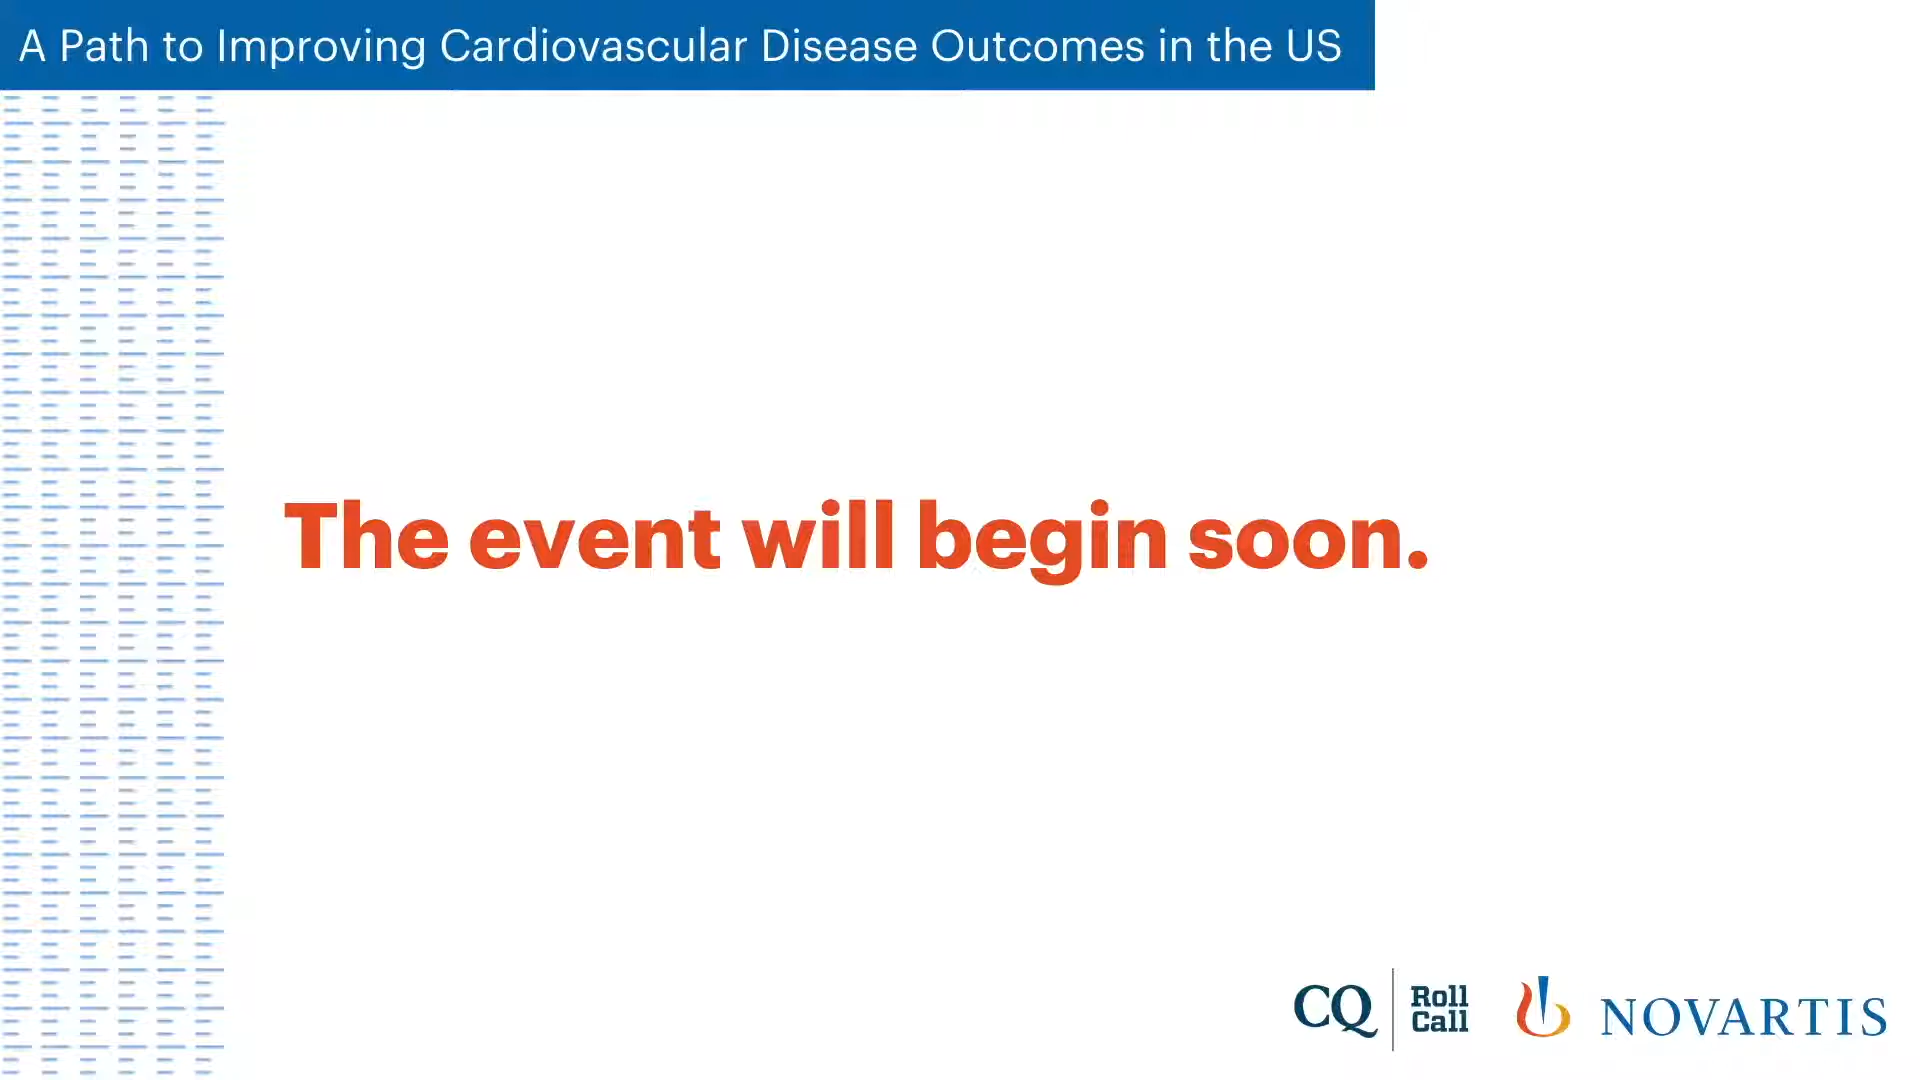 A Path to Improving Cardiovascular Disease Outcomes in the US
The event will begin soon.
CQ Roll Call
NOVARTIS